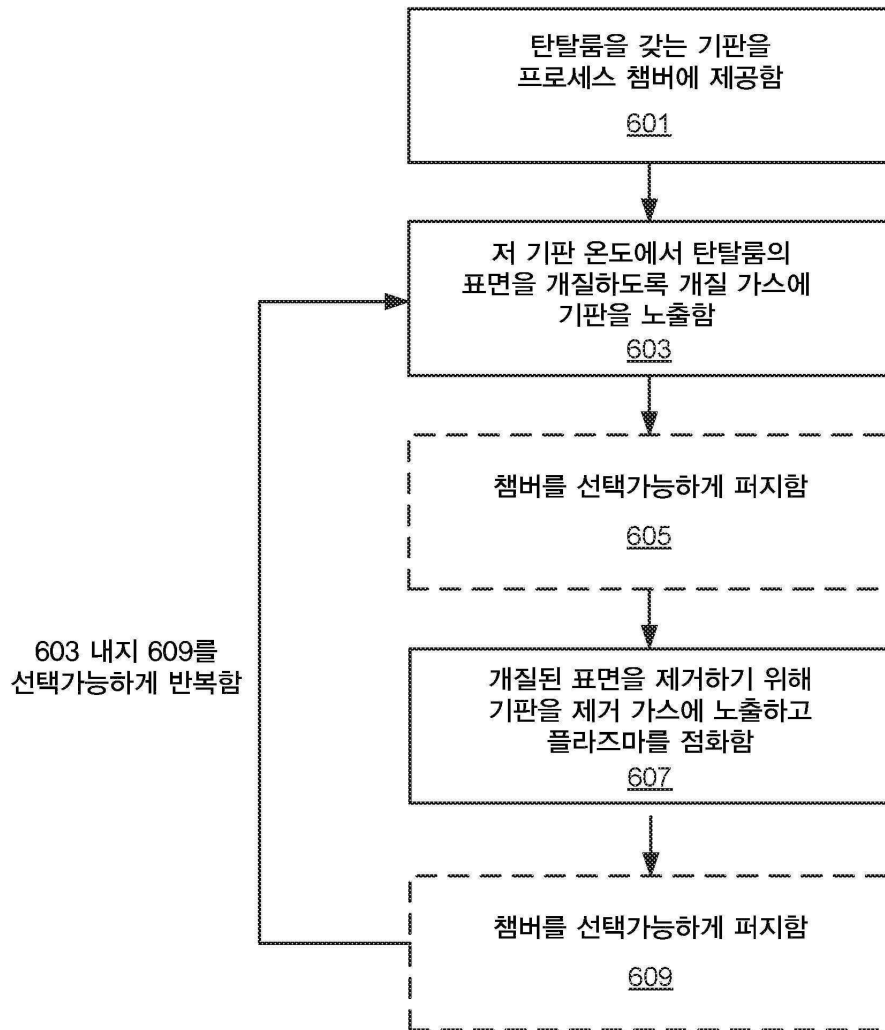 탄탈룸을 갖는 기판을
프로세스 챔버에 제공함
601
저 기판 온도에서 탄탈룸의
표면을 개질하도록 개질 가스에
기판을 노출함
603
챔버를 선택가능하게 퍼지함
605
603 내지 609를
선택가능하게 반복함
개질된 표면을 제거하기 위해
기판을 제거 가스에 노출하고
플라즈마를 점화함
607
챔버를 선택가능하게 퍼지함
609